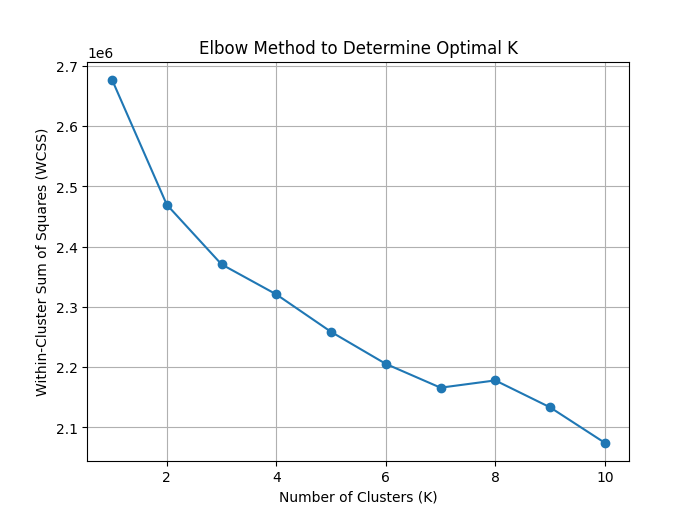 Elbow Method to Determine Optimal K
1e6
2.7
2.6
2.5
2.4
2.3
2.2
2.1
Within-Cluster Sum of Squares (WCSS)
2 4 6 8 10
Number of Clusters (K)